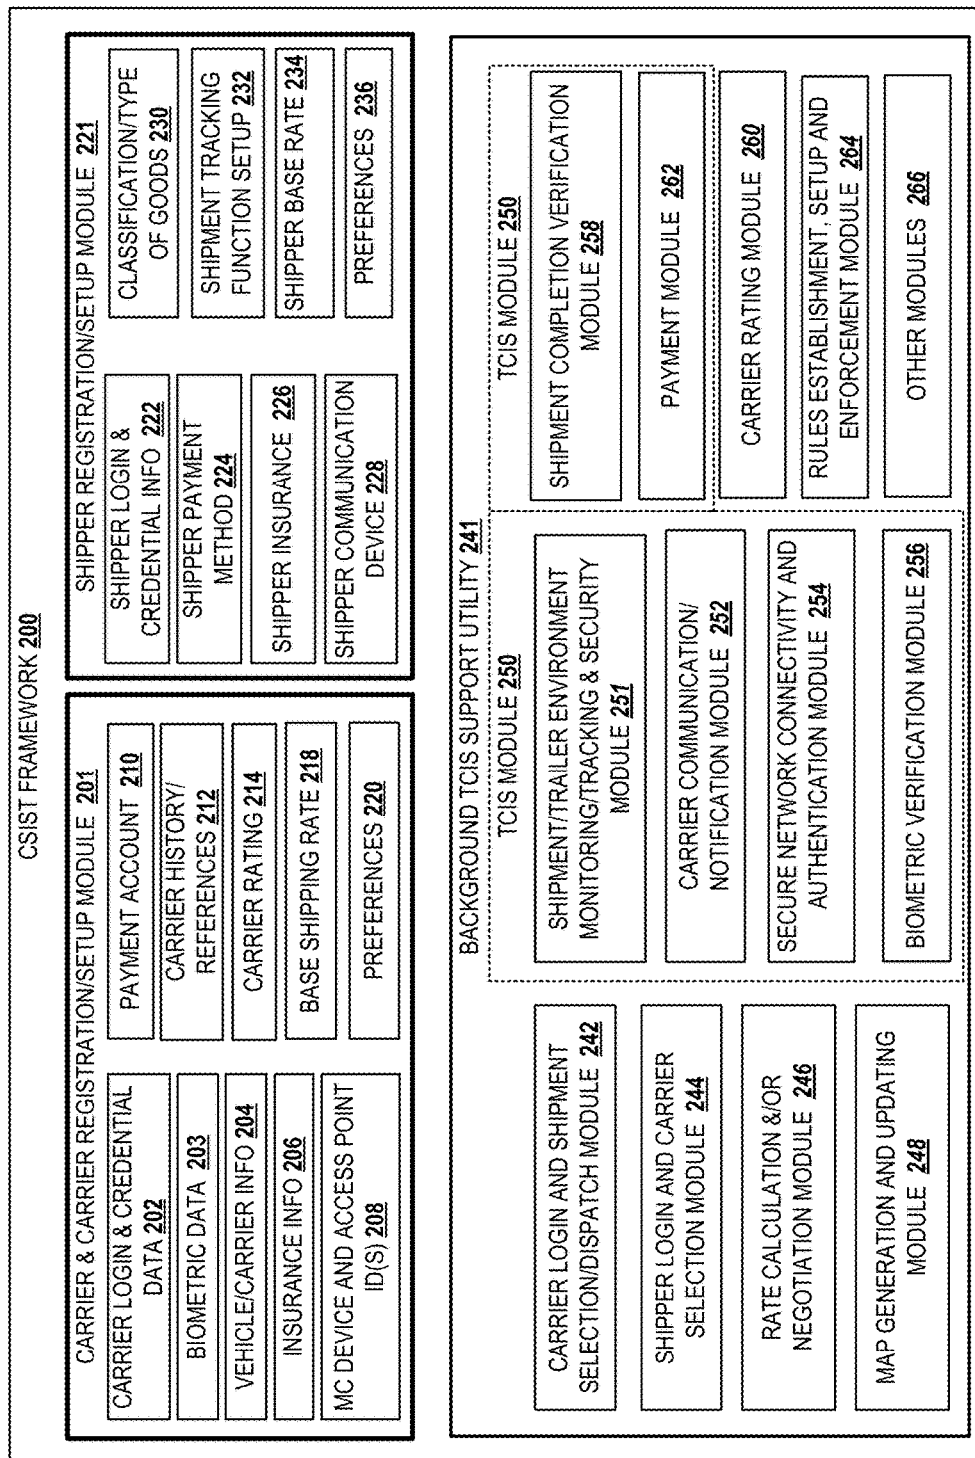 CSIST FRAMEWORK 200
CARRIER & CARRIER REGISTRATION/SETUP MODULE 201
CARRIER LOGIN & CREDENTIAL
DATA 202
BIOMETRIC DATA 203
VEHICLE/CARRIER INFO 204
INSURANCE INFO 206
MC DEVICE AND ACCESS POINT
ID(S) 208
PAYMENT ACCOUNT 210
CARRIER HISTORY/
REFERENCES 212
CARRIER RATING 214
BASE SHIPPING RATE 218
PREFERENCES 220
SHIPPER REGISTRATION/SETUP MODULE 221
SHIPPER LOGIN &
CREDENTIAL INFO 222
SHIPPER PAYMENT
METHOD 224
SHIPPER INSURANCE 226
SHIPPER COMMUNICATION
DEVICE 228
CLASSIFICATION/TYPE
OF GOODS 230
SHIPMENT TRACKING
FUNCTION SETUP 232
SHIPPER BASE RATE 234
PREFERENCES 236
BACKGROUND TCIS SUPPORT UTILITY 241
CARRIER LOGIN AND SHIPMENT
SELECTION/DISPATCH MODULE 242
SHIPPER LOGIN AND CARRIER
SELECTION MODULE 244
RATE CALCULATION &/OR
NEGOTIATION MODULE 246
MAP GENERATION AND UPDATING
MODULE 248
TCIS MODULE 250
SHIPMENT/TRAILER ENVIRONMENT
MONITORING/TRACKING & SECURITY
MODULE 251
CARRIER COMMUNICATION/
NOTIFICATION MODULE 252
SECURE NETWORK CONNECTIVITY AND
AUTHENTICATION MODULE 254
BIOMETRIC VERIFICATION MODULE 256
TCIS MODULE 250
SHIPMENT COMPLETION VERIFICATION
MODULE 258
PAYMENT MODULE 262
CARRIER RATING MODULE 260
RULES ESTABLISHMENT, SETUP AND
ENFORCEMENT MODULE 264
OTHER MODULES 266